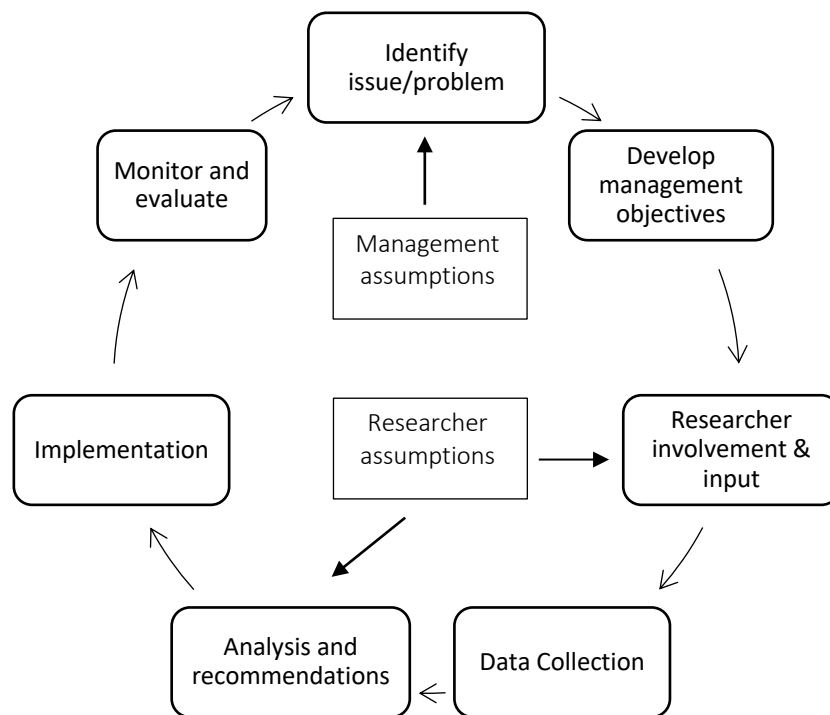 Identify
issue/problem
Develop
management
objectives
Monitor and
evaluate
Management
assumptions
Researcher
assumptions
Researcher
involvement &
input
Implementation
Data Collection
Analysis and
recommendations